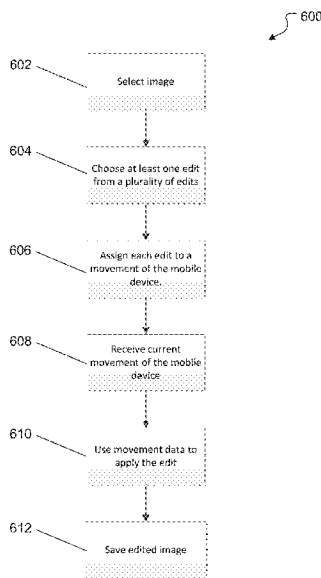 600
602
Select image
604
Choose at least one edit
from a plurality of edits
606
Assign each edit to a
movement of the mobile
device.
608
Receive current
movement of the mobile
device
610
Use movement data to
apply the edit
612
Save edited image